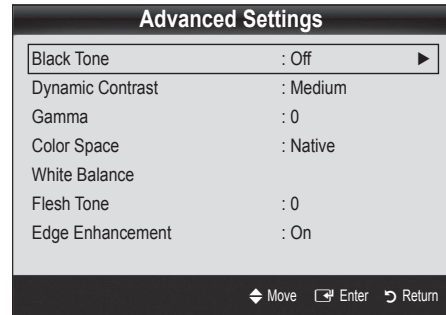 Advanced Settings
Black Tone : Off ▶
Dynamic Contrast : Medium
Gamma : 0
Color Space : Native
White Balance
Flesh Tone : 0
Edge Enhancement : On
Move Enter Return